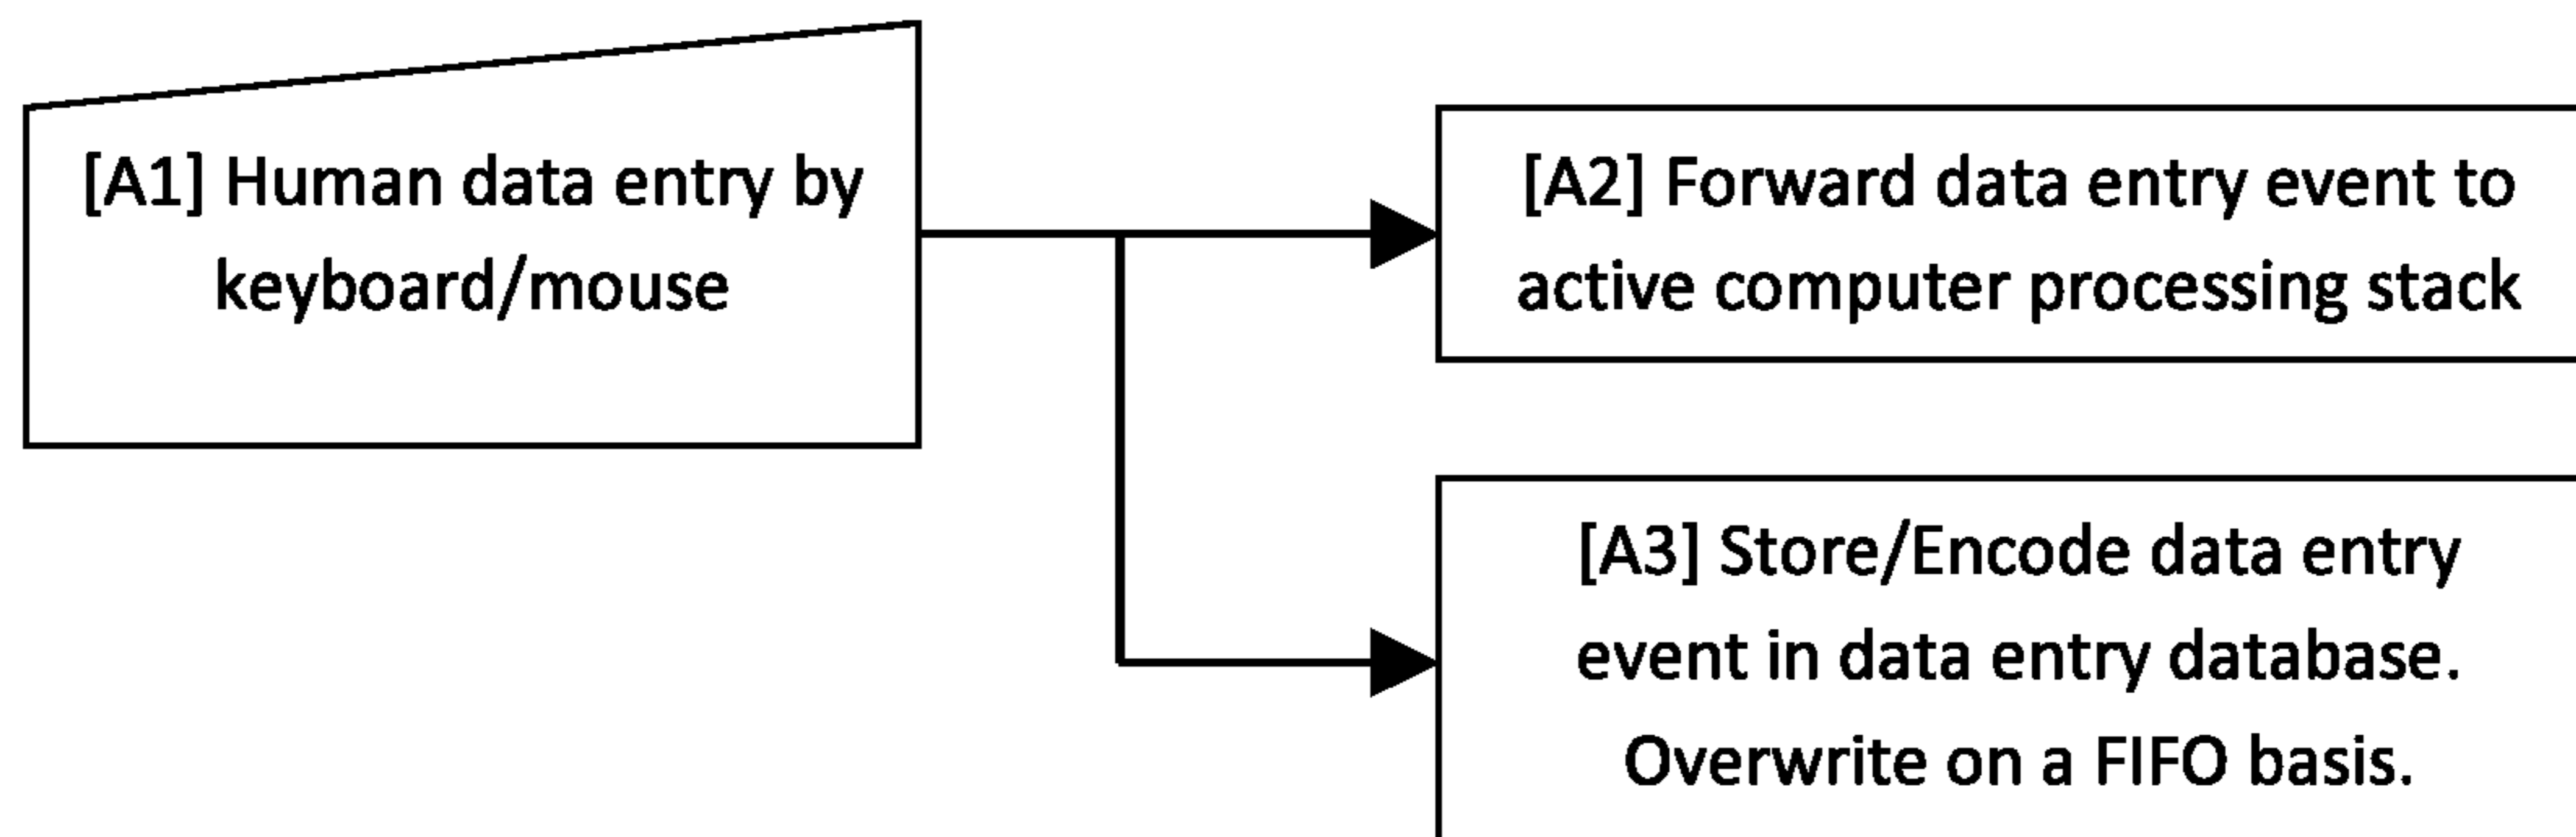 [A1] Human data entry by
keyboard/mouse
[A2] Forward data entry event to
active computer processing stack
[A3] Store/Encode data entry
event in data entry database.
Overwrite on a FIFO basis.